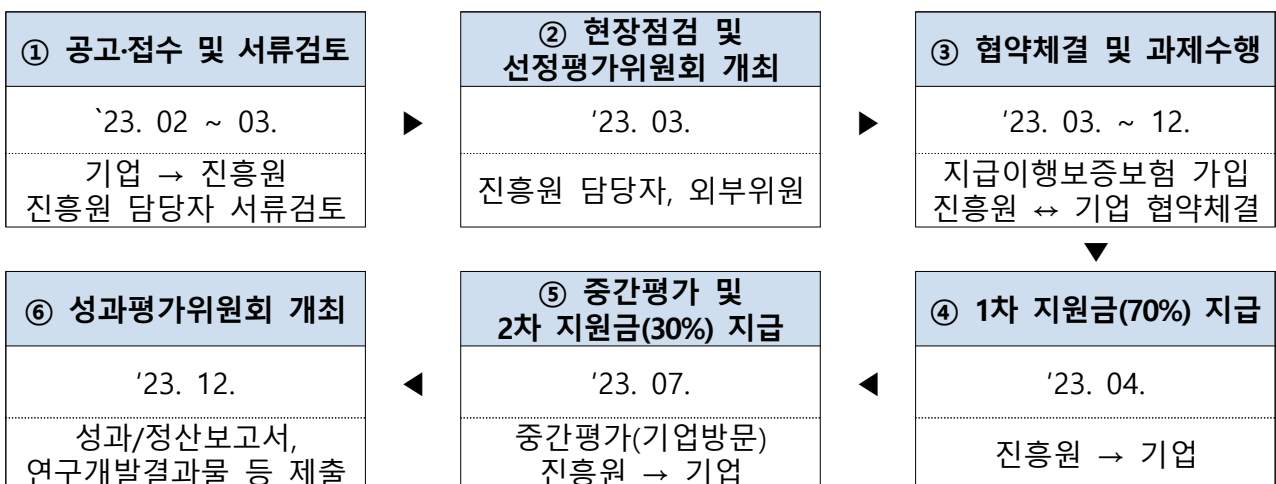 ① 공고·접수 및 서류검토
`23. 02 ~ 03.
기업 → 진흥원
진흥원 담당자 서류검토
▶
② 현장점검 및
선정평가위원회 개최
'23. 03.
진흥원 담당자, 외부위원
▶
③ 협약체결 및 과제수행
'23. 03. ~ 12.
지급이행보증보험 가입
진흥원 ↔ 기업 협약체결
▼
④ 1차 지원금(70%) 지급
'23. 04.
진흥원 → 기업
◀
⑤ 중간평가 및
2차 지원금(30%) 지급
'23. 07.
중간평가(기업방문)
진흥원 → 기업
◀
⑥ 성과평가위원회 개최
'23. 12.
성과/정산보고서,
연구개발결과물 등 제출